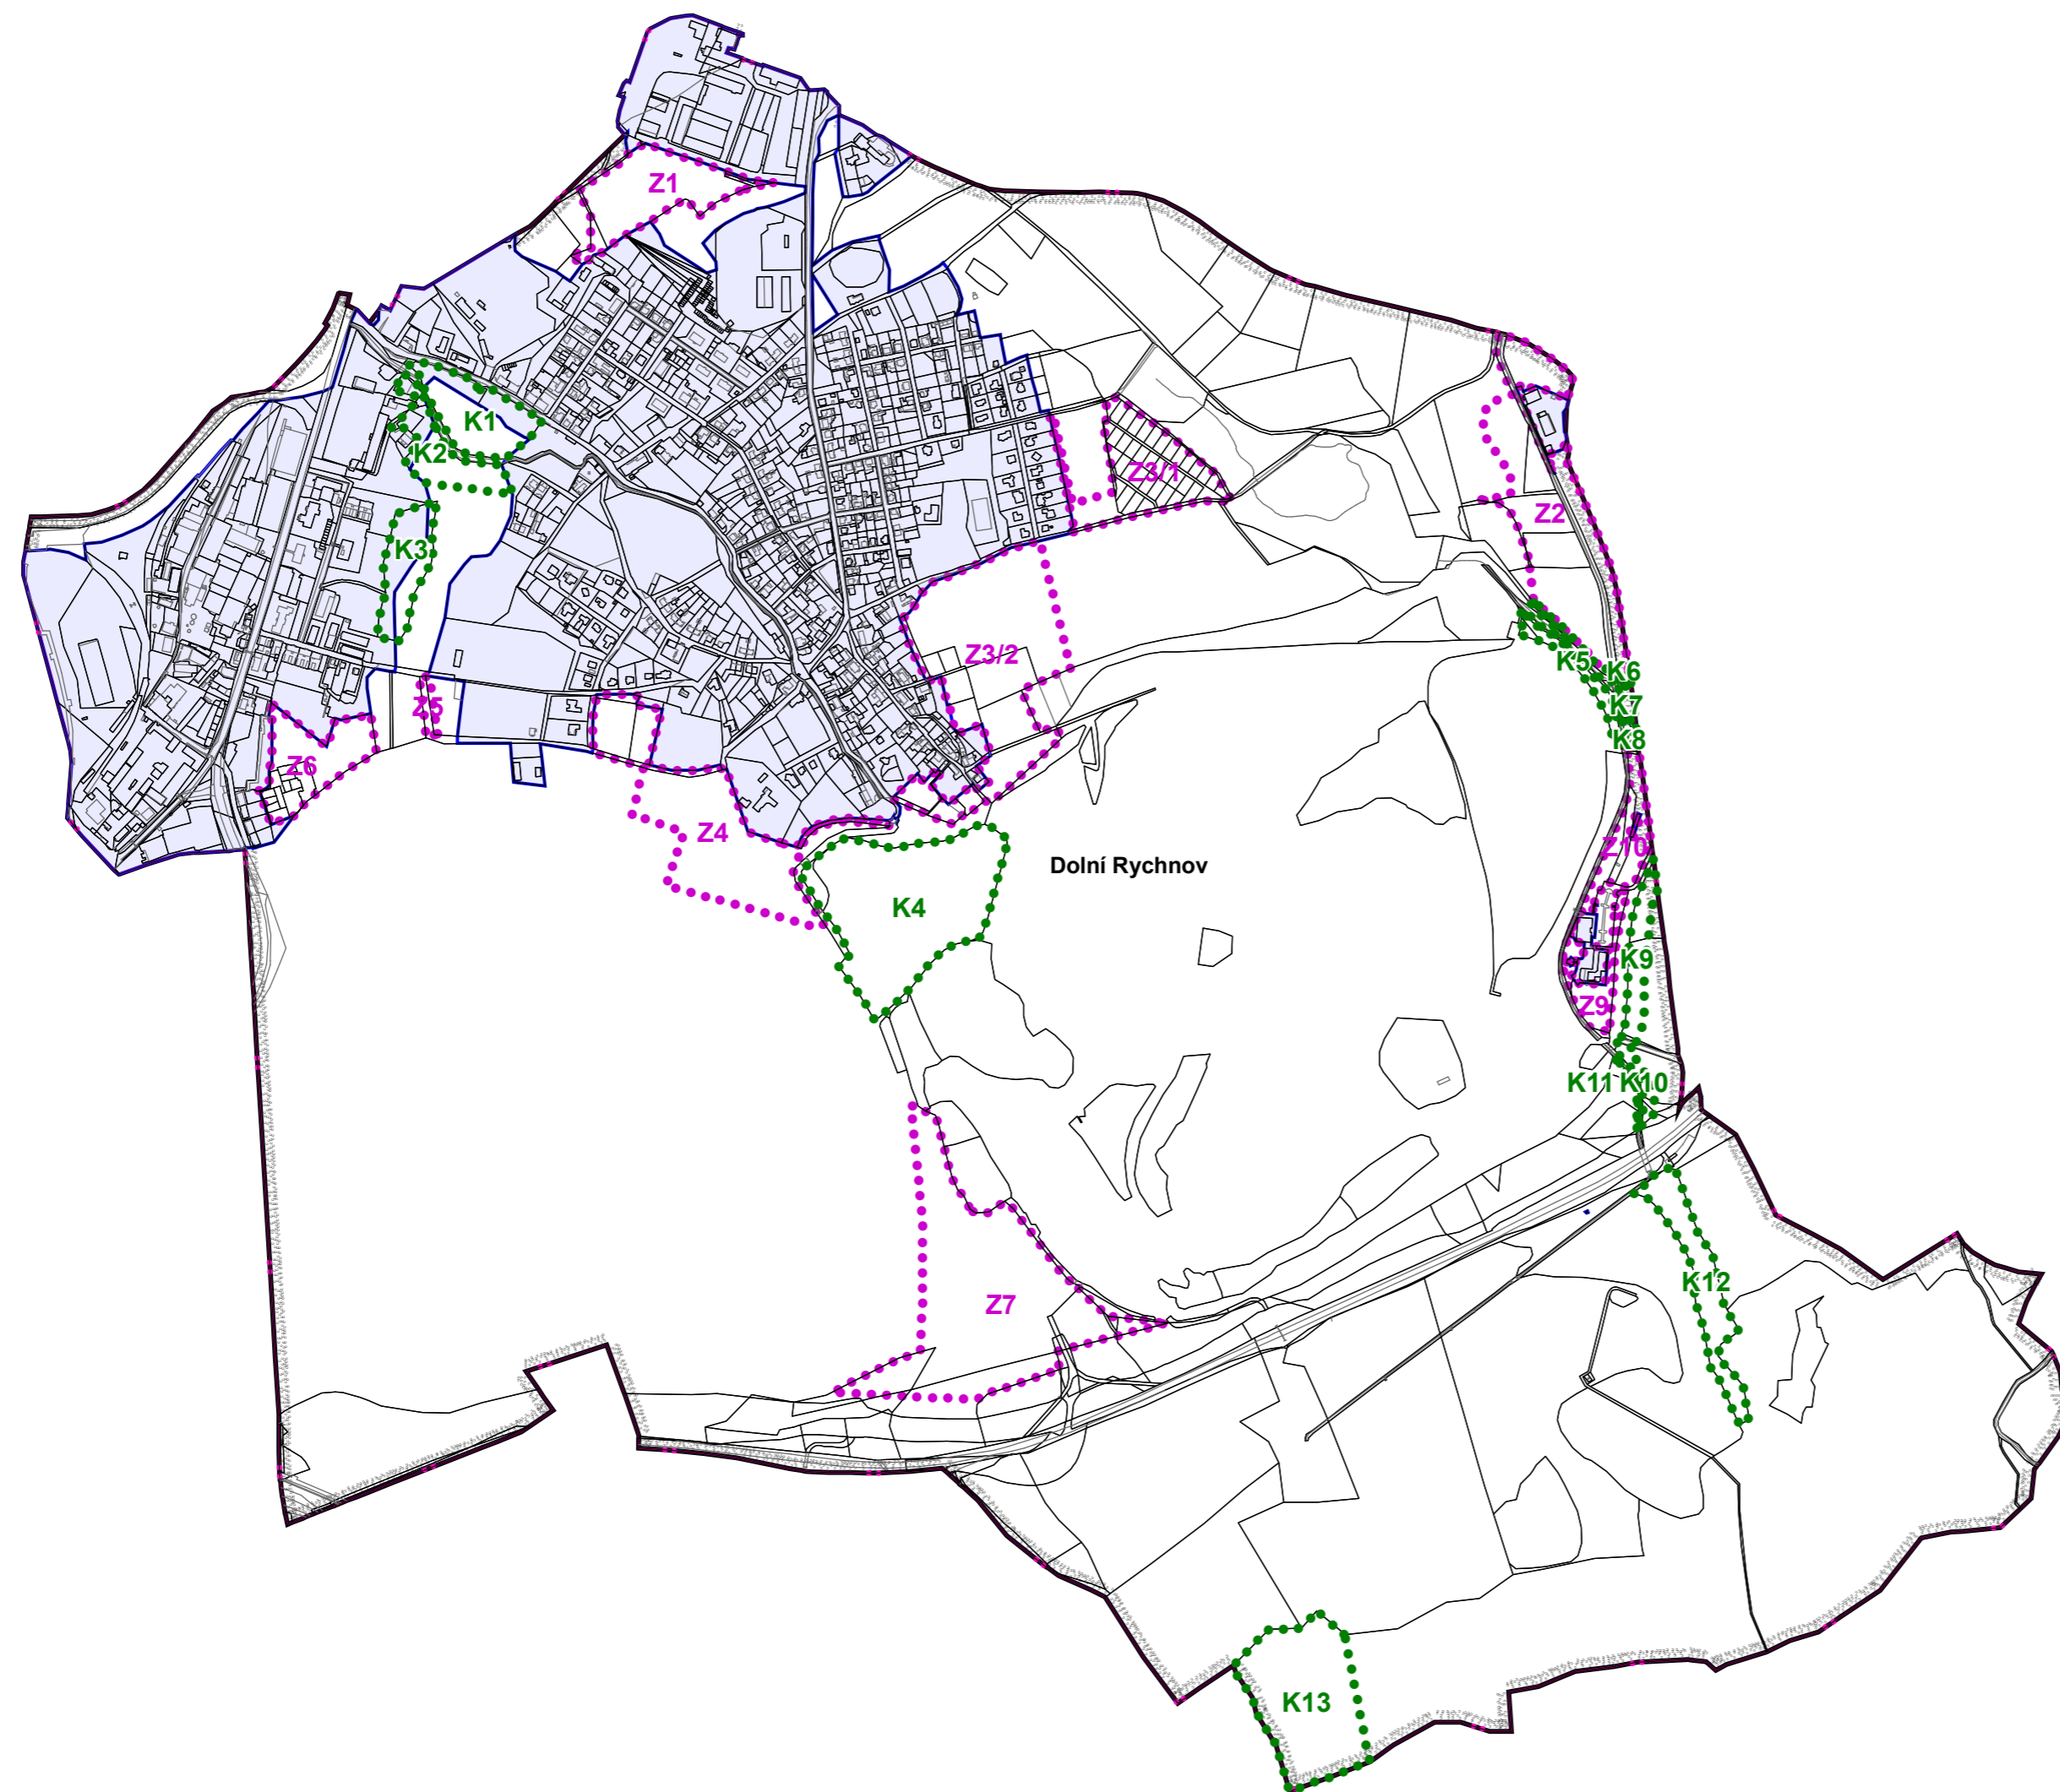 Z1
K1
K2
Z3/1
Z2
K3
Z3/2
K5
K6
K7
Z5
K8
Z6
Z4
Z10
Dolní Rychnov
K4
K9
Z9
K11
K10
K12
Z7
K13